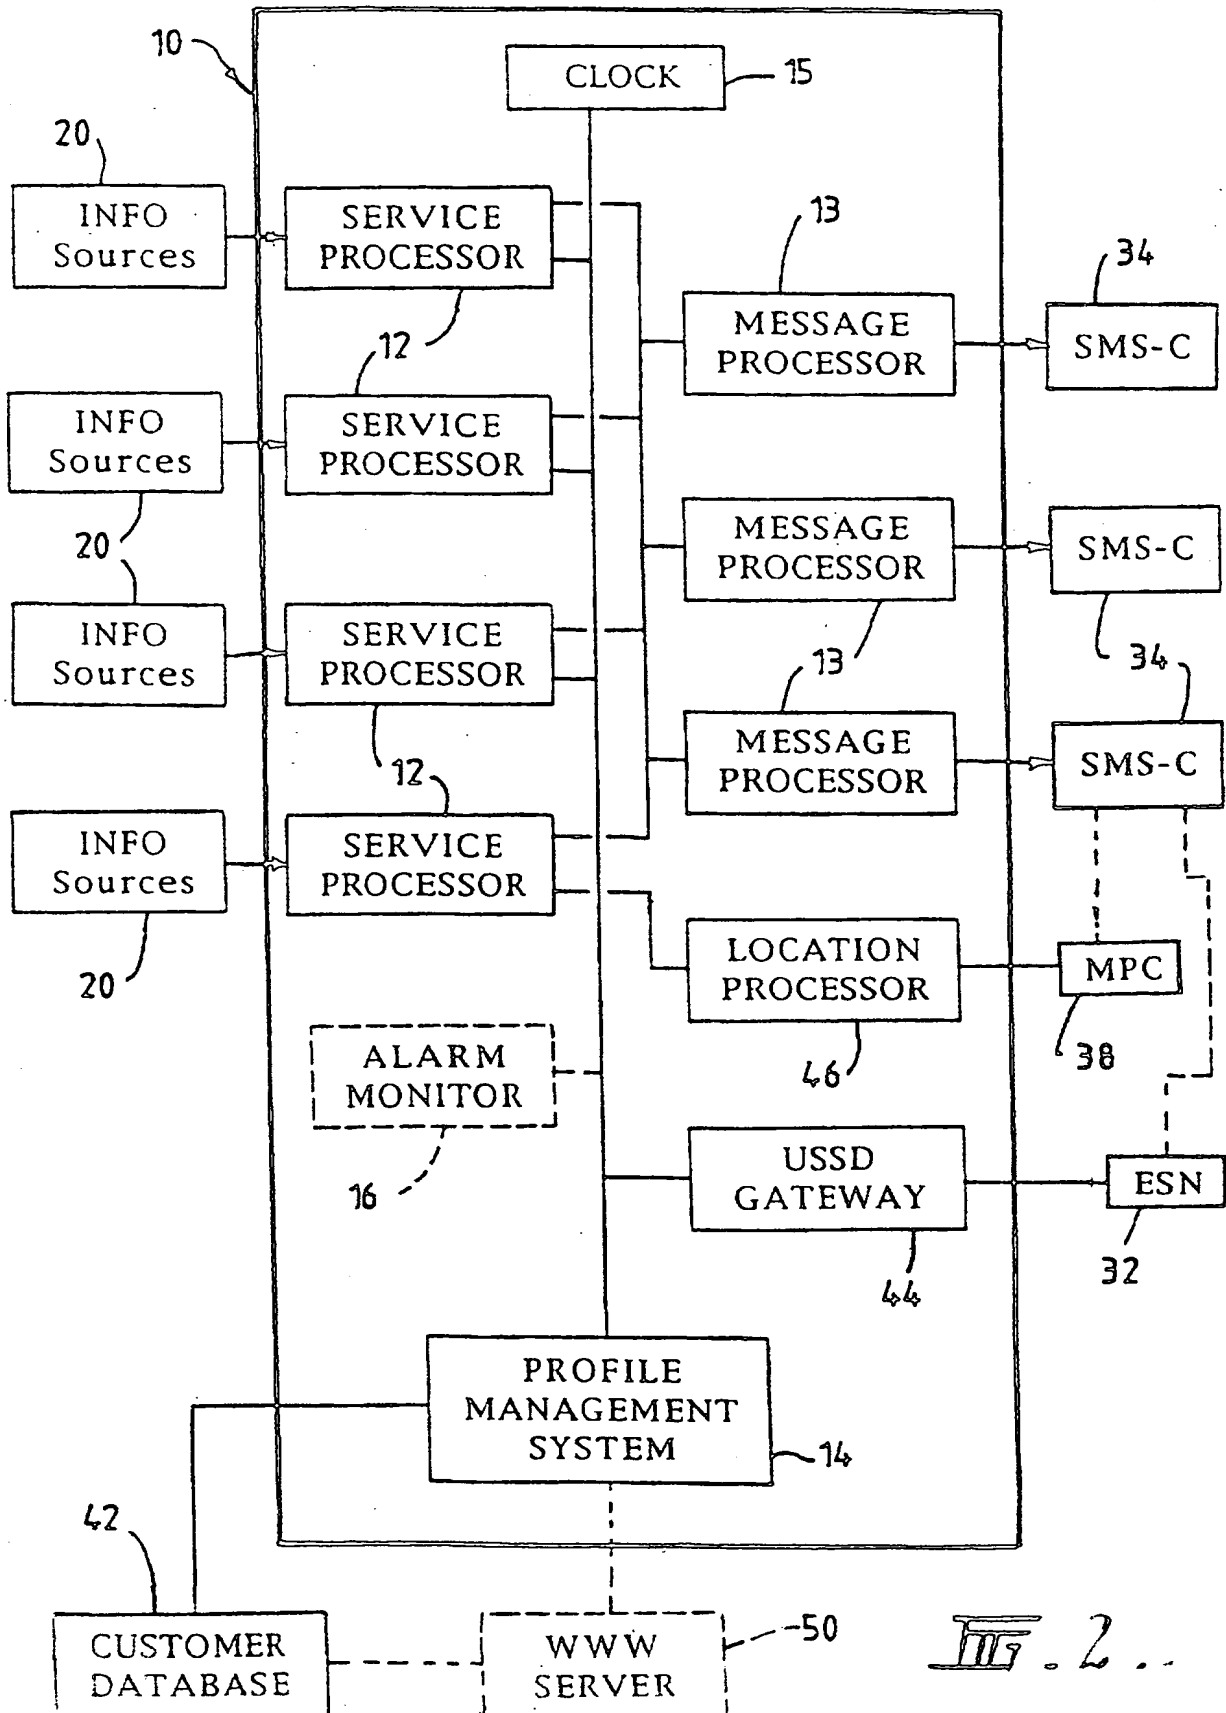 10
CLOCK
15
20
INFO
Sources
SERVICE
PROCESSOR
13
34
12
MESSAGE
PROCESSOR
SMS-C
INFO
Sources
SERVICE
PROCESSOR
20
MESSAGE
PROCESSOR
SMS-C
INFO
Sources
SERVICE
PROCESSOR
13
34
12
MESSAGE
PROCESSOR
SMS-C
INFO
Sources
SERVICE
PROCESSOR
20
LOCATION
PROCESSOR
MPC
46
38
ALARM
MONITOR
16
USSD
GATEWAY
ESN
44
32
PROFILE
MANAGEMENT
SYSTEM
14
42
CUSTOMER
DATABASE
WWW
SERVER
50
FIG. 2.